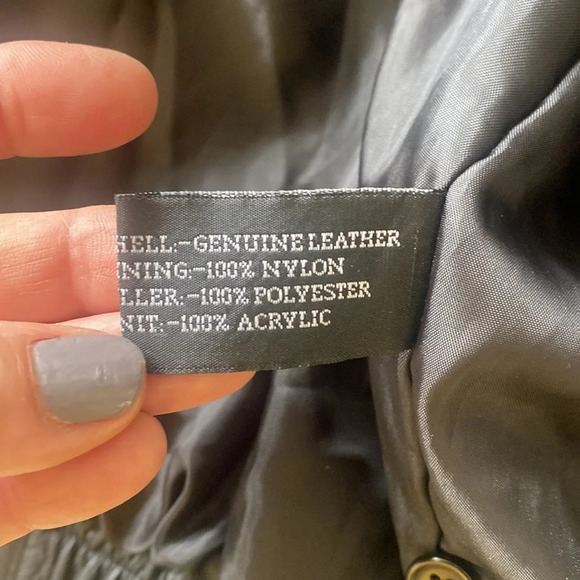 HELL:-GENUINE LEATHER
NING:-100% NYLON
LLER:-100% POLYESTER
NIT:-100% ACRYLIC